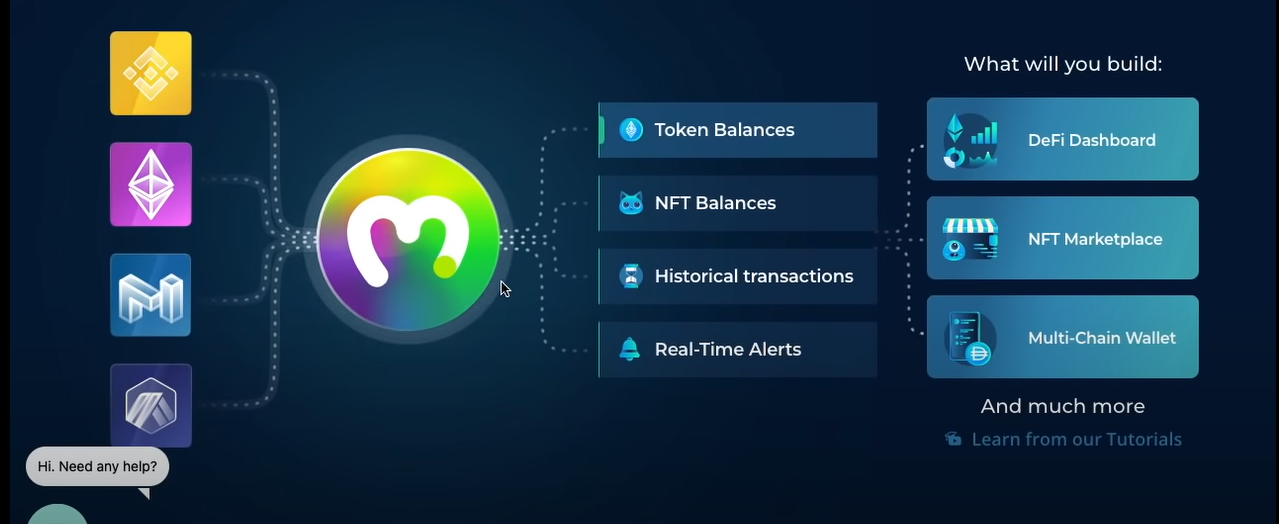 What will you build:
Token Balances
NFT Balances
Historical transactions
Real-Time Alerts
DeFi Dashboard
NFT Marketplace
Multi-Chain Wallet
And much more
Learn from our Tutorials
Hi. Need any help?